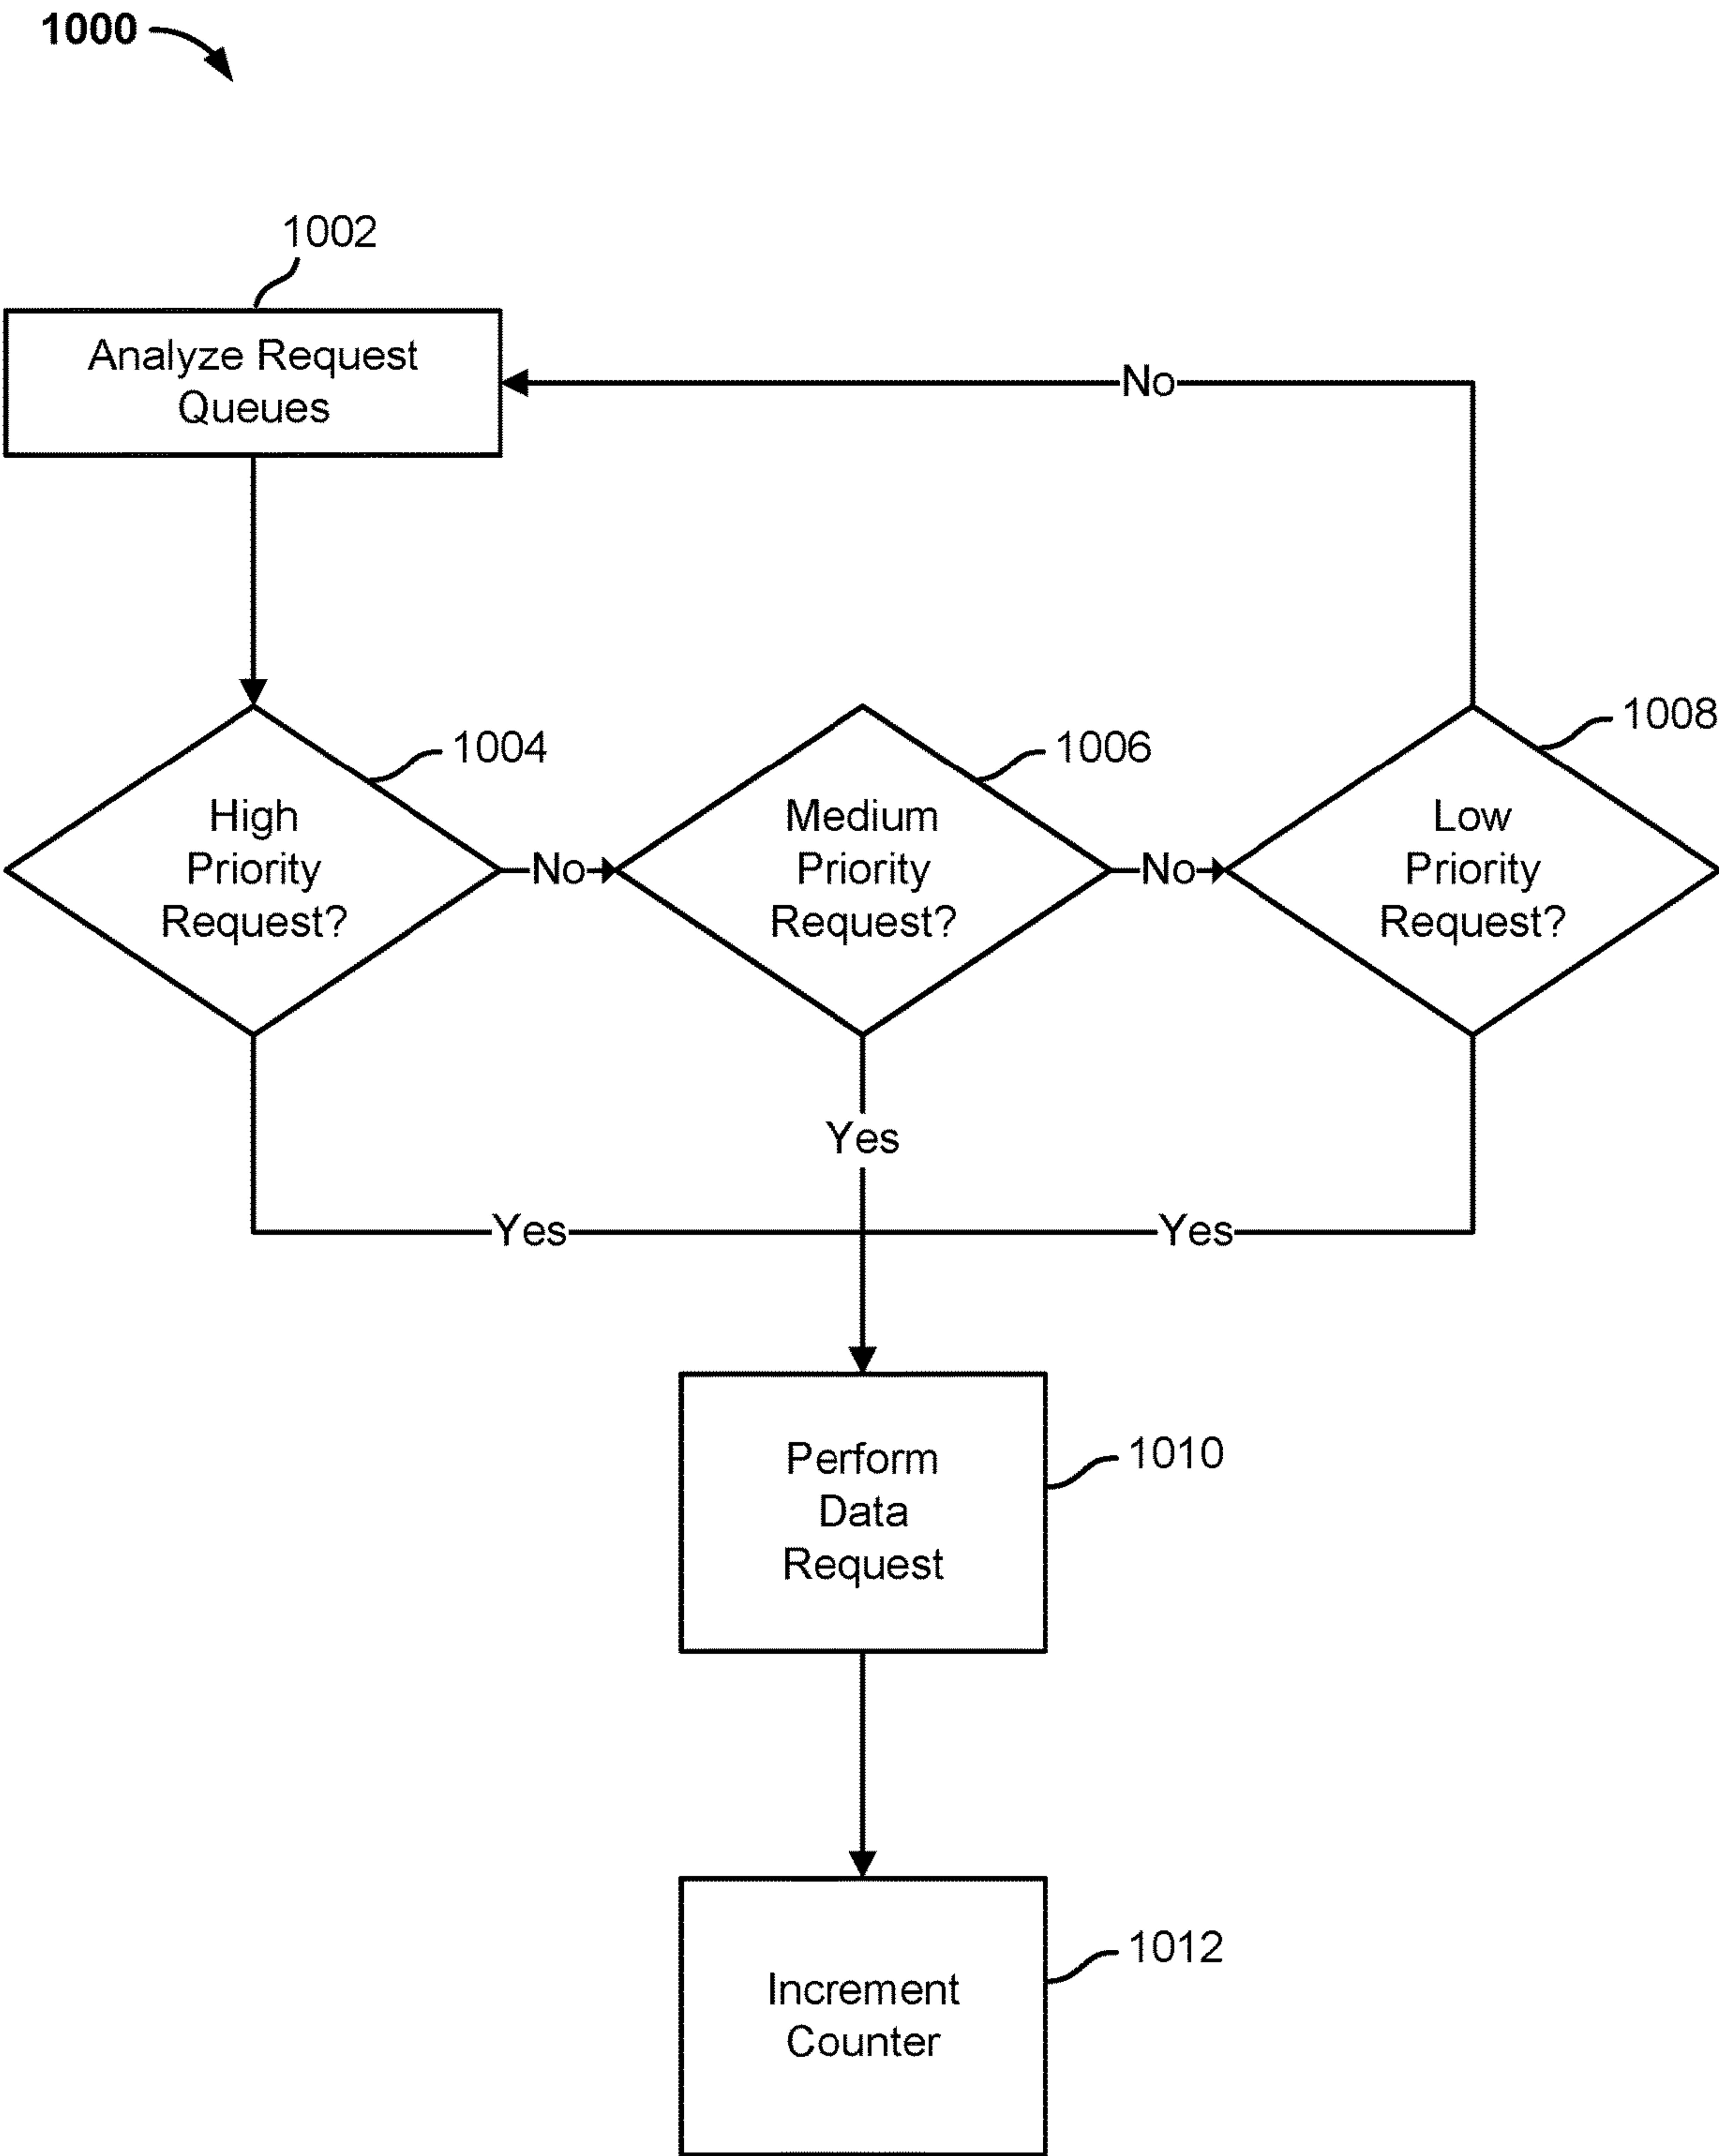 1000
1002
Analyze Request
Queues
No
1004
1006
1008
High
Priority
Request?
No
Medium
Priority
Request?
No
Low
Priority
Request?
Yes
Yes
Yes
Perform
Data
Request
1010
Increment
Counter
1012